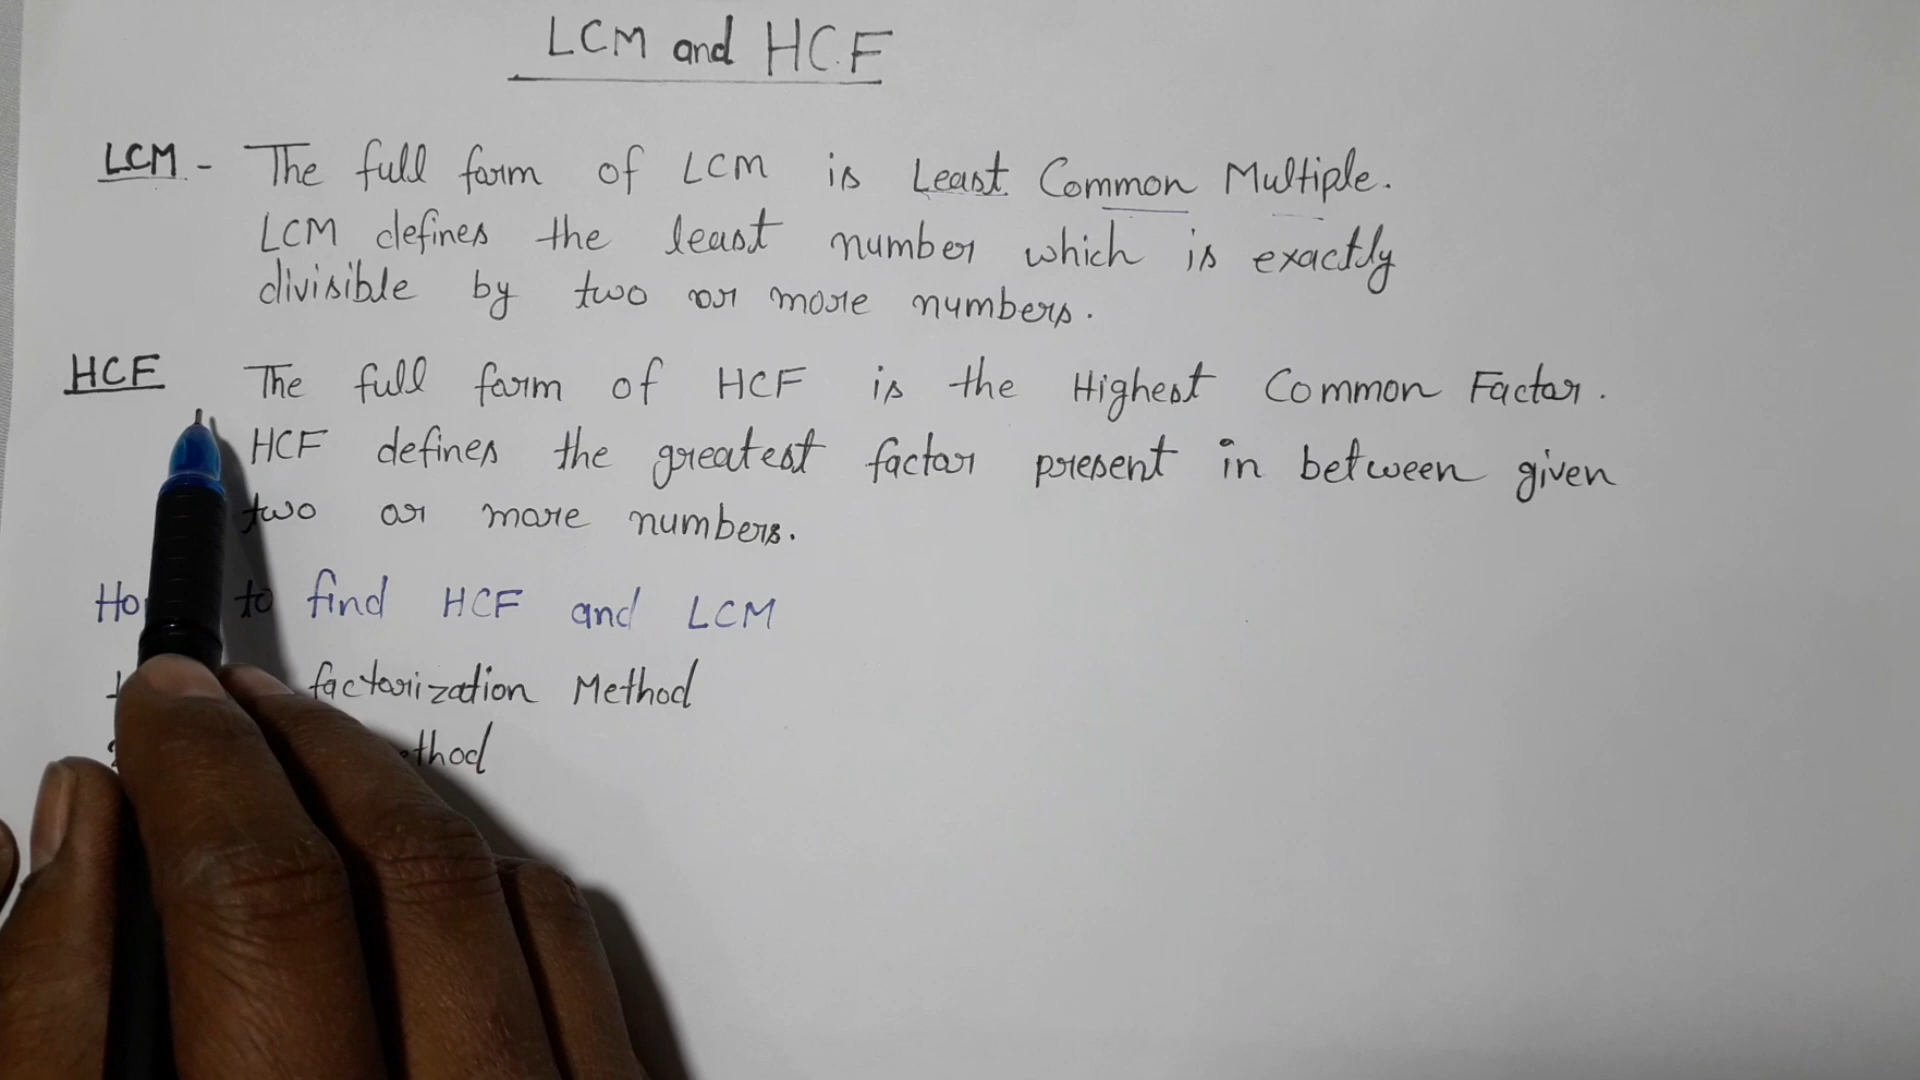 LCM and HCF
LCM - The full form of LCM is Least Common Multiple.
LCM defines the least number which is exactly
divisible by two or more numbers.
HCF The full form of HCF is the Highest Common Factor.
HCF defines the greatest factor present in between given
two or more numbers.
to find HCF and LCM
factorization Method